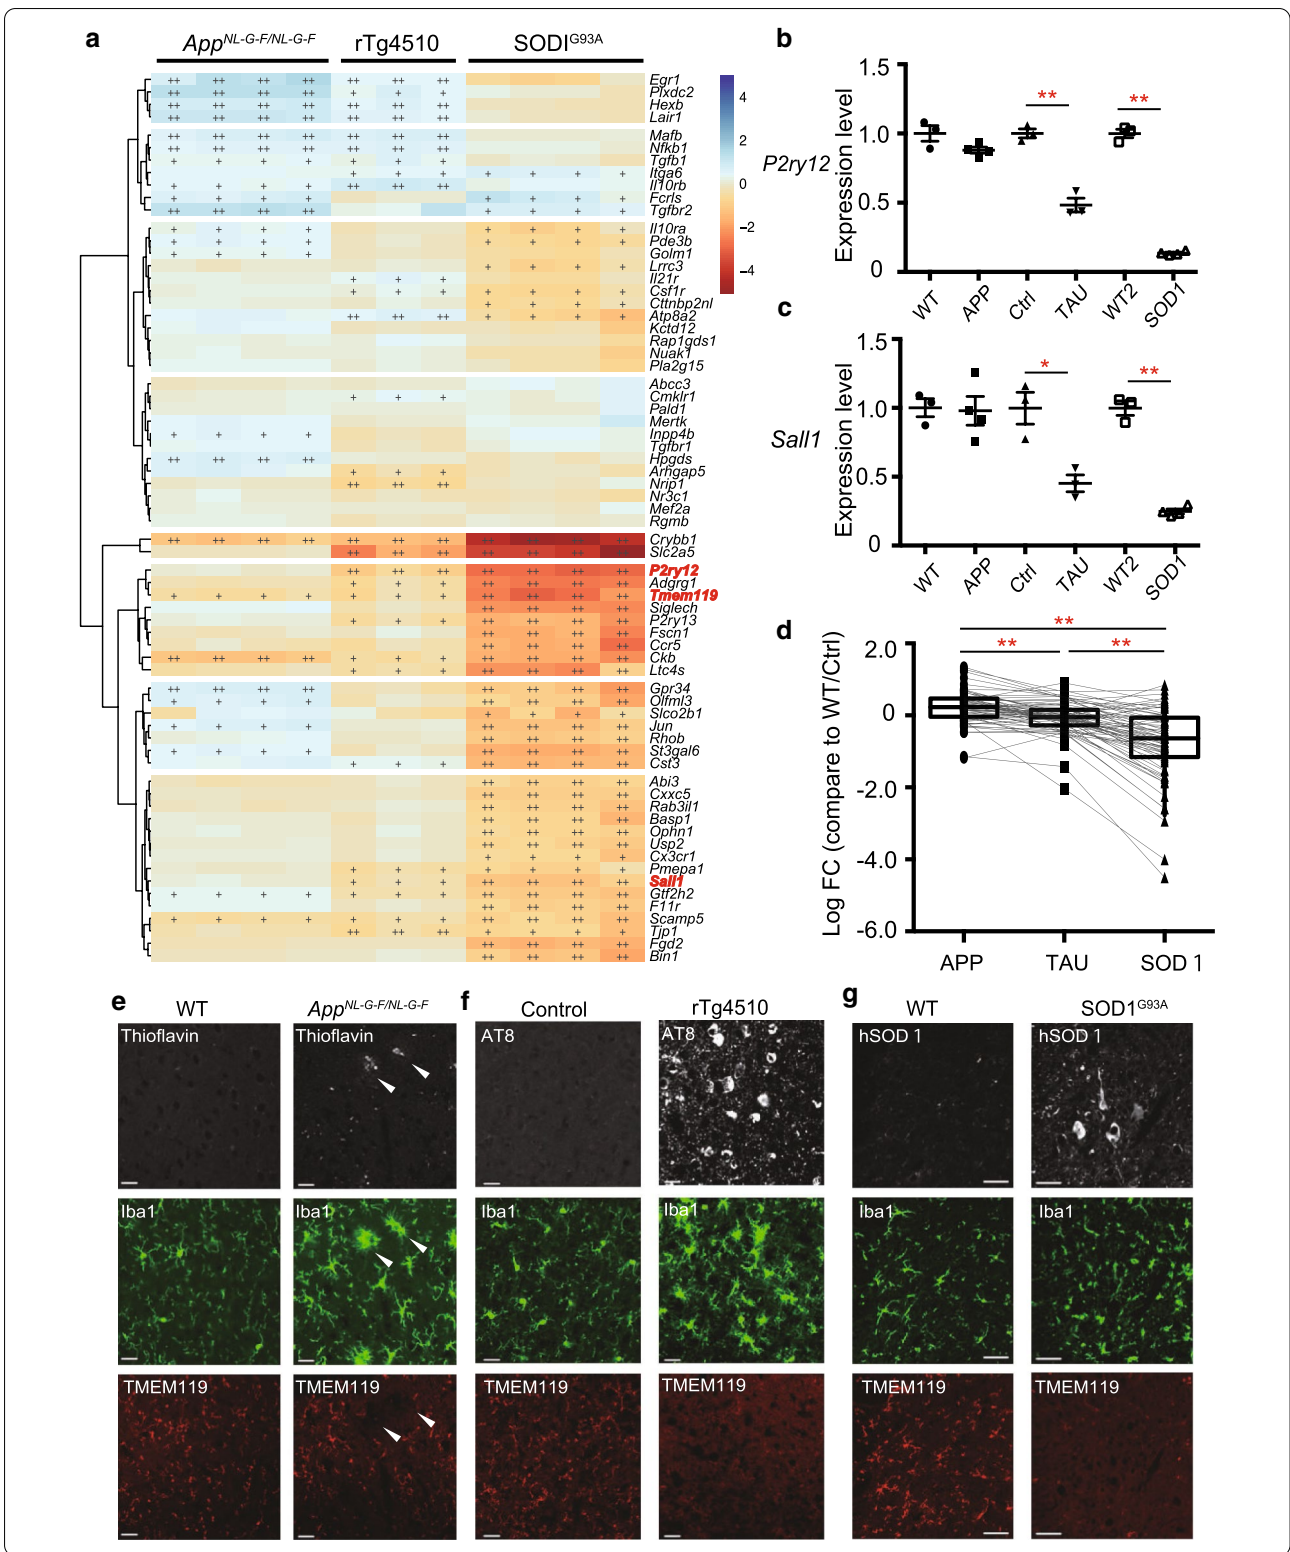 a
App^NL-G-F/NL-G-F rTg4510 SODI^G93A
Egr1
Plxdc2
Hexb
Lair1
Mafb
Nfkb1
Tgfb1
Itga6
Il10rb
Fcrls
Tgfbr2
Il10ra
Pde3b
Golm1
Lrrc3
Il21r
Csf1r
Cttnbp2nl
Atp8a2
Kctd12
Rap1gds1
Nuak1
Pla2g15
Abcc3
Cmklr1
Pald1
Mertk
Inpp4b
Tgfbr1
Hpgds
Arhgap5
Nrip1
Nr3c1
Mef2a
Rgmb
Crybb1
Slc2a5
P2ry12
Adgrg1
Tmem119
Siglech
P2ry13
Fscn1
Ccr5
Ckb
Ltc4s
Gpr34
Olfml3
Slco2b1
Jun
Rhob
St3gal6
Cst3
Abi3
Cxxc5
Rab3il1
Basp1
Ophn1
Usp2
Cx3cr1
Pmepa1
Sall1
Gtf2h2
F11r
Scamp5
Tjp1
Fgd2
Bin1
4
2
0
−2
−4
b
P2ry12
Expression level
1.5
1.0
0.5
0
** **
WT APP Ctrl TAU WT2 SOD1
c
Sall1
Expression level
1.5
1.0
0.5
0
* **
WT APP Ctrl TAU WT2 SOD1
d
Log FC (compare to WT/Ctrl)
2.0
0
-2.0
-4.0
-6.0
**
** **
APP TAU SOD 1
e
WT App^NL-G-F/NL-G-F
Thioflavin Thioflavin
Iba1 Iba1
TMEM119 TMEM119
f
Control rTg4510
AT8 AT8
Iba1 Iba1
TMEM119 TMEM119
g
WT SOD1^G93A
hSOD 1 hSOD 1
Iba1 Iba1
TMEM119 TMEM119